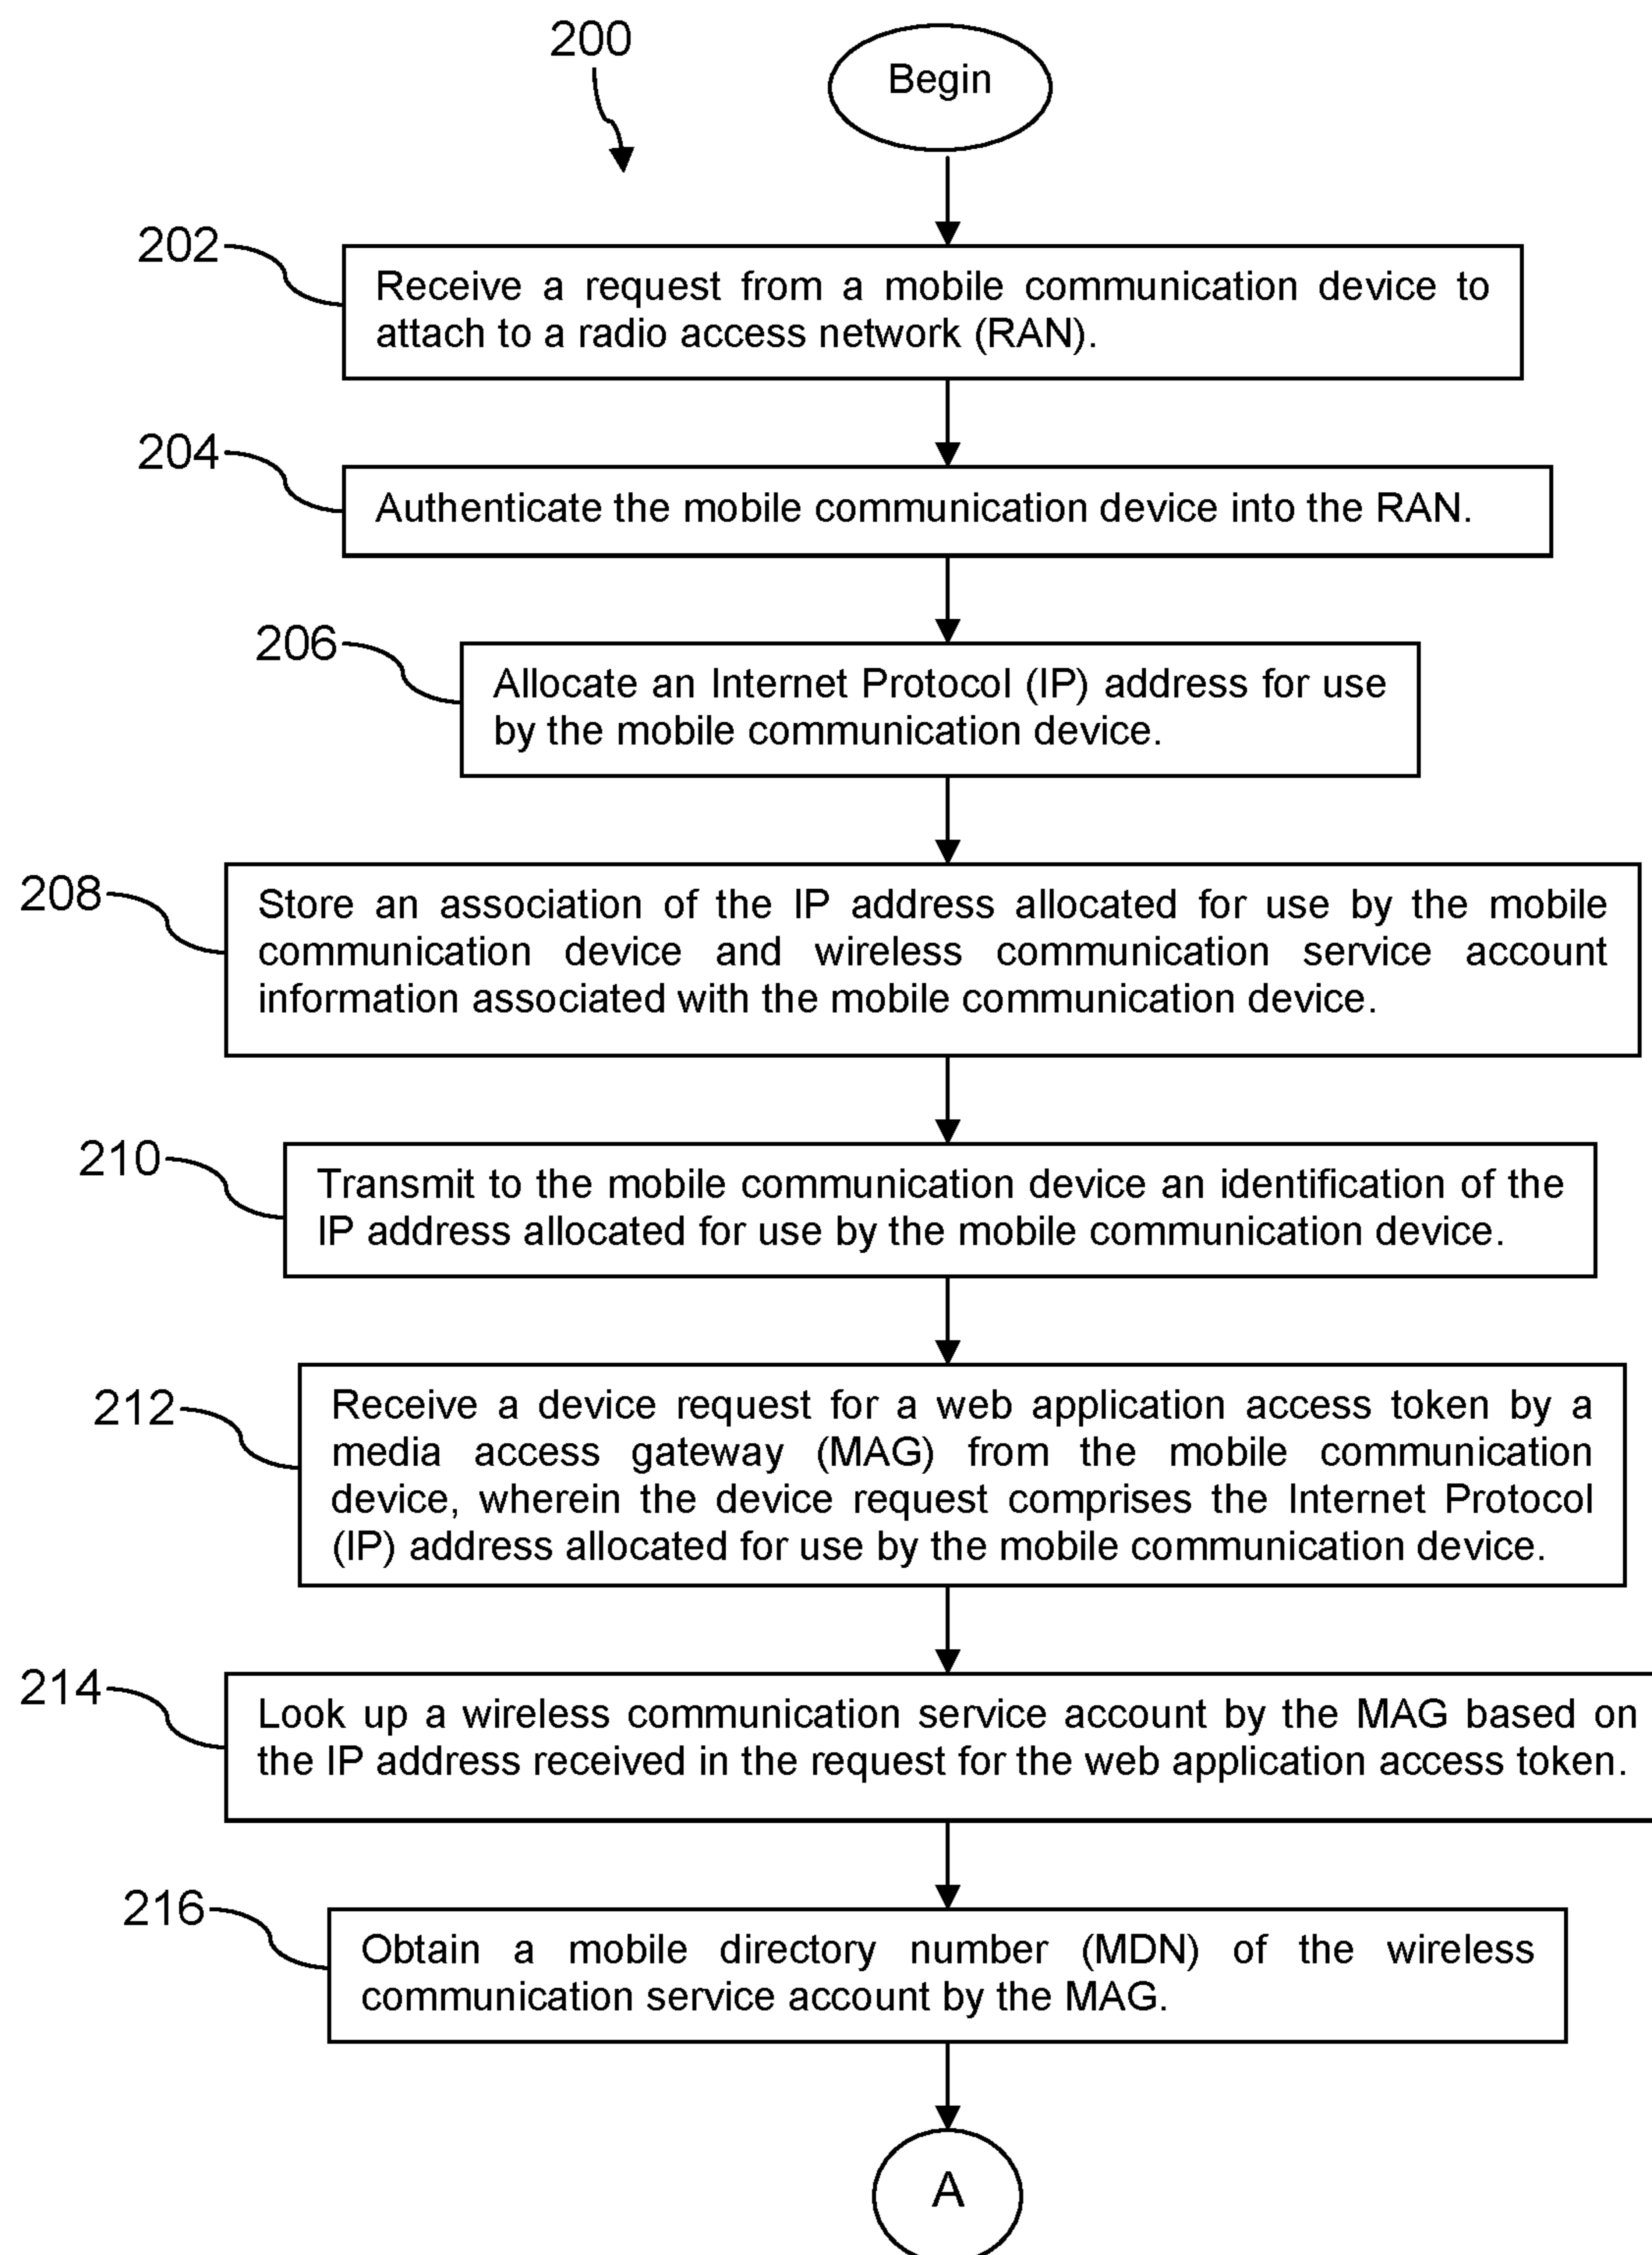 200
Begin
202
Receive a request from a mobile communication device to
attach to a radio access network (RAN).
204
Authenticate the mobile communication device into the RAN.
206
Allocate an Internet Protocol (IP) address for use
by the mobile communication device.
208
Store an association of the IP address allocated for use by the mobile
communication device and wireless communication service account
information associated with the mobile communication device.
210
Transmit to the mobile communication device an identification of the
IP address allocated for use by the mobile communication device.
212
Receive a device request for a web application access token by a
media access gateway (MAG) from the mobile communication
device, wherein the device request comprises the Internet Protocol
(IP) address allocated for use by the mobile communication device.
214
Look up a wireless communication service account by the MAG based on
the IP address received in the request for the web application access token.
216
Obtain a mobile directory number (MDN) of the wireless
communication service account by the MAG.
A